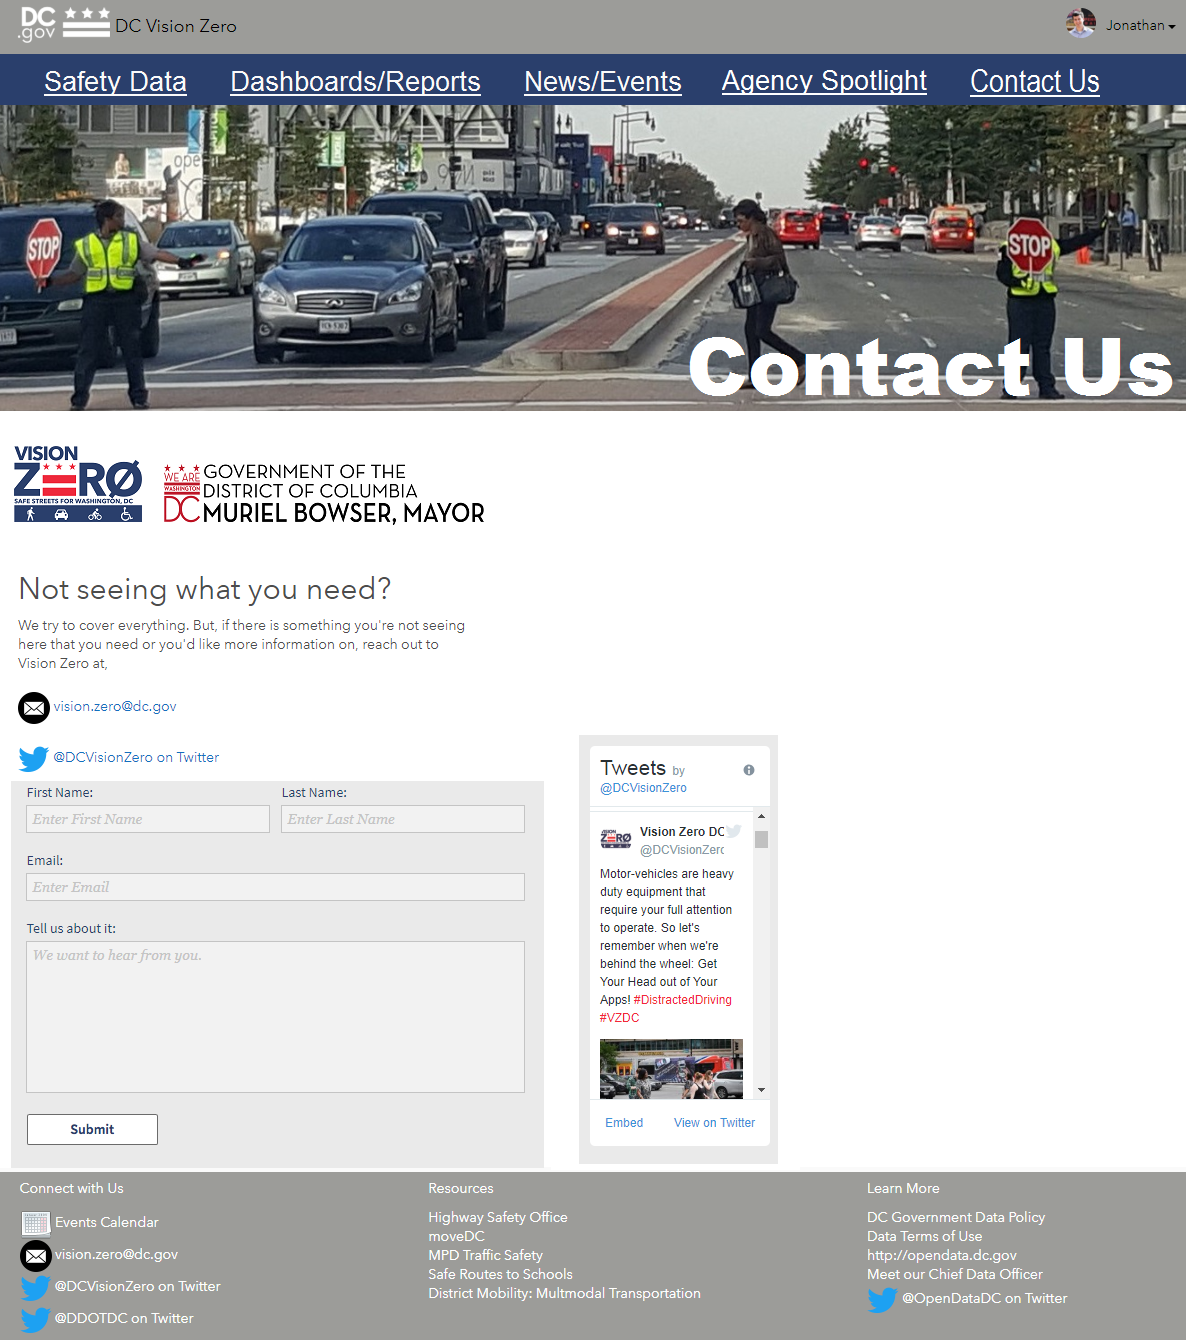 DC
.gov
DC Vision Zero
Jonathan
Safety Data
Dashboards/Reports
News/Events
Agency Spotlight
Contact Us
open
STOP
STOP
Contact Us
VISION
ZERØ
SAFE STREETS FOR WASHINGTON, DC
WE ARE
WASHINGTON
DC
GOVERNMENT OF THE
DISTRICT OF COLUMBIA
MURIEL BOWSER, MAYOR
Not seeing what you need?
We try to cover everything. But, if there is something you're not seeing
here that you need or you'd like more information on, reach out to
Vision Zero at,
vision.zero@dc.gov
@DCVisionZero on Twitter
First Name:
Last Name:
Enter First Name
Enter Last Name
Email:
Enter Email
Tell us about it:
We want to hear from you.
Submit
Tweets by
@DCVisionZero
VISION
ZERØ
Vision Zero DC
@DCVisionZero
Motor-vehicles are heavy
duty equipment that
require your full attention
to operate. So let's
remember when we're
behind the wheel: Get
Your Head out of Your
Apps! #DistractedDriving
#VZDC
Embed
View on Twitter
Connect with Us
Events Calendar
vision.zero@dc.gov
@DCVisionZero on Twitter
@DDOTDC on Twitter
Resources
Highway Safety Office
moveDC
MPD Traffic Safety
Safe Routes to Schools
District Mobility: Multmodal Transportation
Learn More
DC Government Data Policy
Data Terms of Use
http://opendata.dc.gov
Meet our Chief Data Officer
@OpenDataDC on Twitter